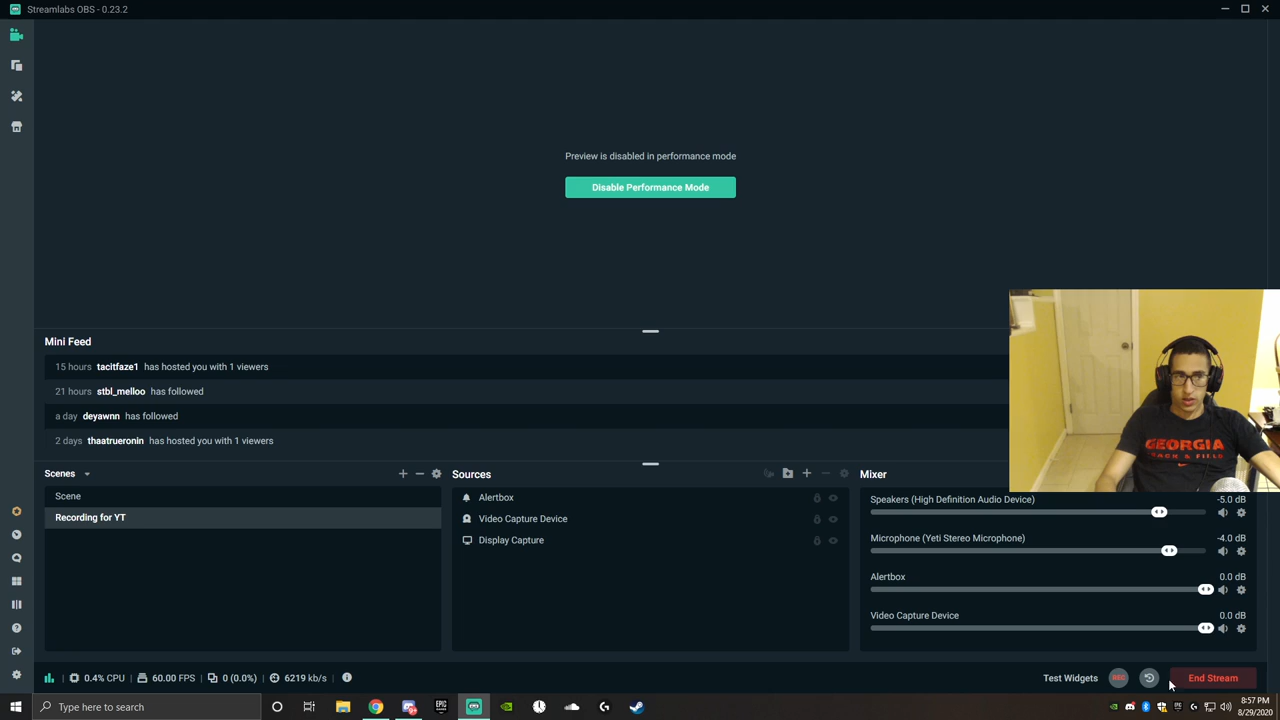 Streamlabs OBS - 0.23.2
Preview is disabled in performance mode
Disable Performance Mode
Mini Feed
15 hours tacitfaze1 has hosted you with 1 viewers
21 hours stbl_melloo has followed
a day deyawnn has followed
2 days thaatrueronin has hosted you with 1 viewers
Scenes
Scene
Recording for YT
Sources
Alertbox
Video Capture Device
Display Capture
Mixer
Speakers (High Definition Audio Device) -5.0 dB
Microphone (Yeti Stereo Microphone) -4.0 dB
Alertbox 0.0 dB
Video Capture Device 0.0 dB
GEORGIA
TRACK & FIELD
0.4% CPU 60.00 FPS 0 (0.0%) 6219 kb/s
Test Widgets REC End Stream
Type here to search
EPIC GAMES
8:57 PM
8/29/2020